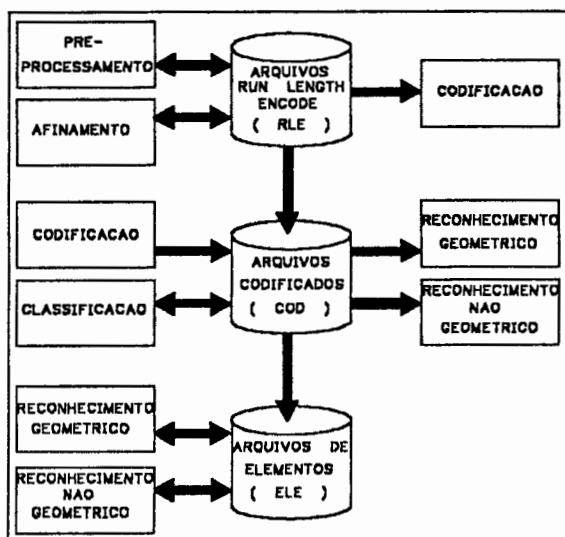 PRE-
PROCESSAMENTO
AFINAMENTO
ARQUIVOS
RUN LENGTH
ENCODE
( RLE )
CODIFICACAO
CODIFICACAO
CLASSIFICACAO
ARQUIVOS
CODIFICADOS
( COD )
RECONHECIMENTO
GEOMETRICO
RECONHECIMENTO
NAO
GEOMETRICO
RECONHECIMENTO
GEOMETRICO
RECONHECIMENTO
NAO
GEOMETRICO
ARQUIVOS DE
ELEMENTOS
( ELE )